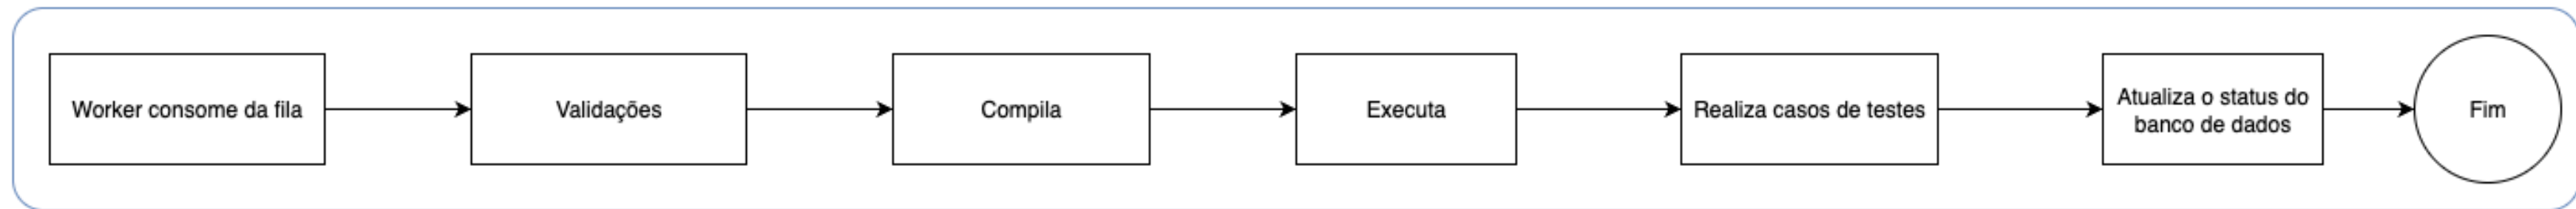 Worker consome da fila
Validações
Compila
Executa
Realiza casos de testes
Atualiza o status do
banco de dados
Fim